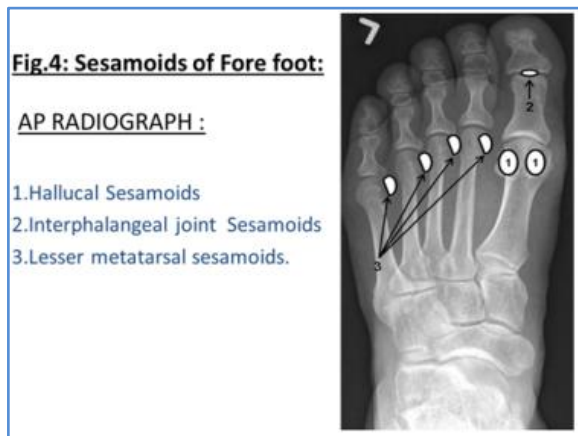 Fig.4: Sesamoids of Fore foot:
AP RADIOGRAPH :
1.Hallucal Sesamoids
2.Interphalangeal joint Sesamoids
3.Lesser metatarsal sesamoids.
2
1 1
3